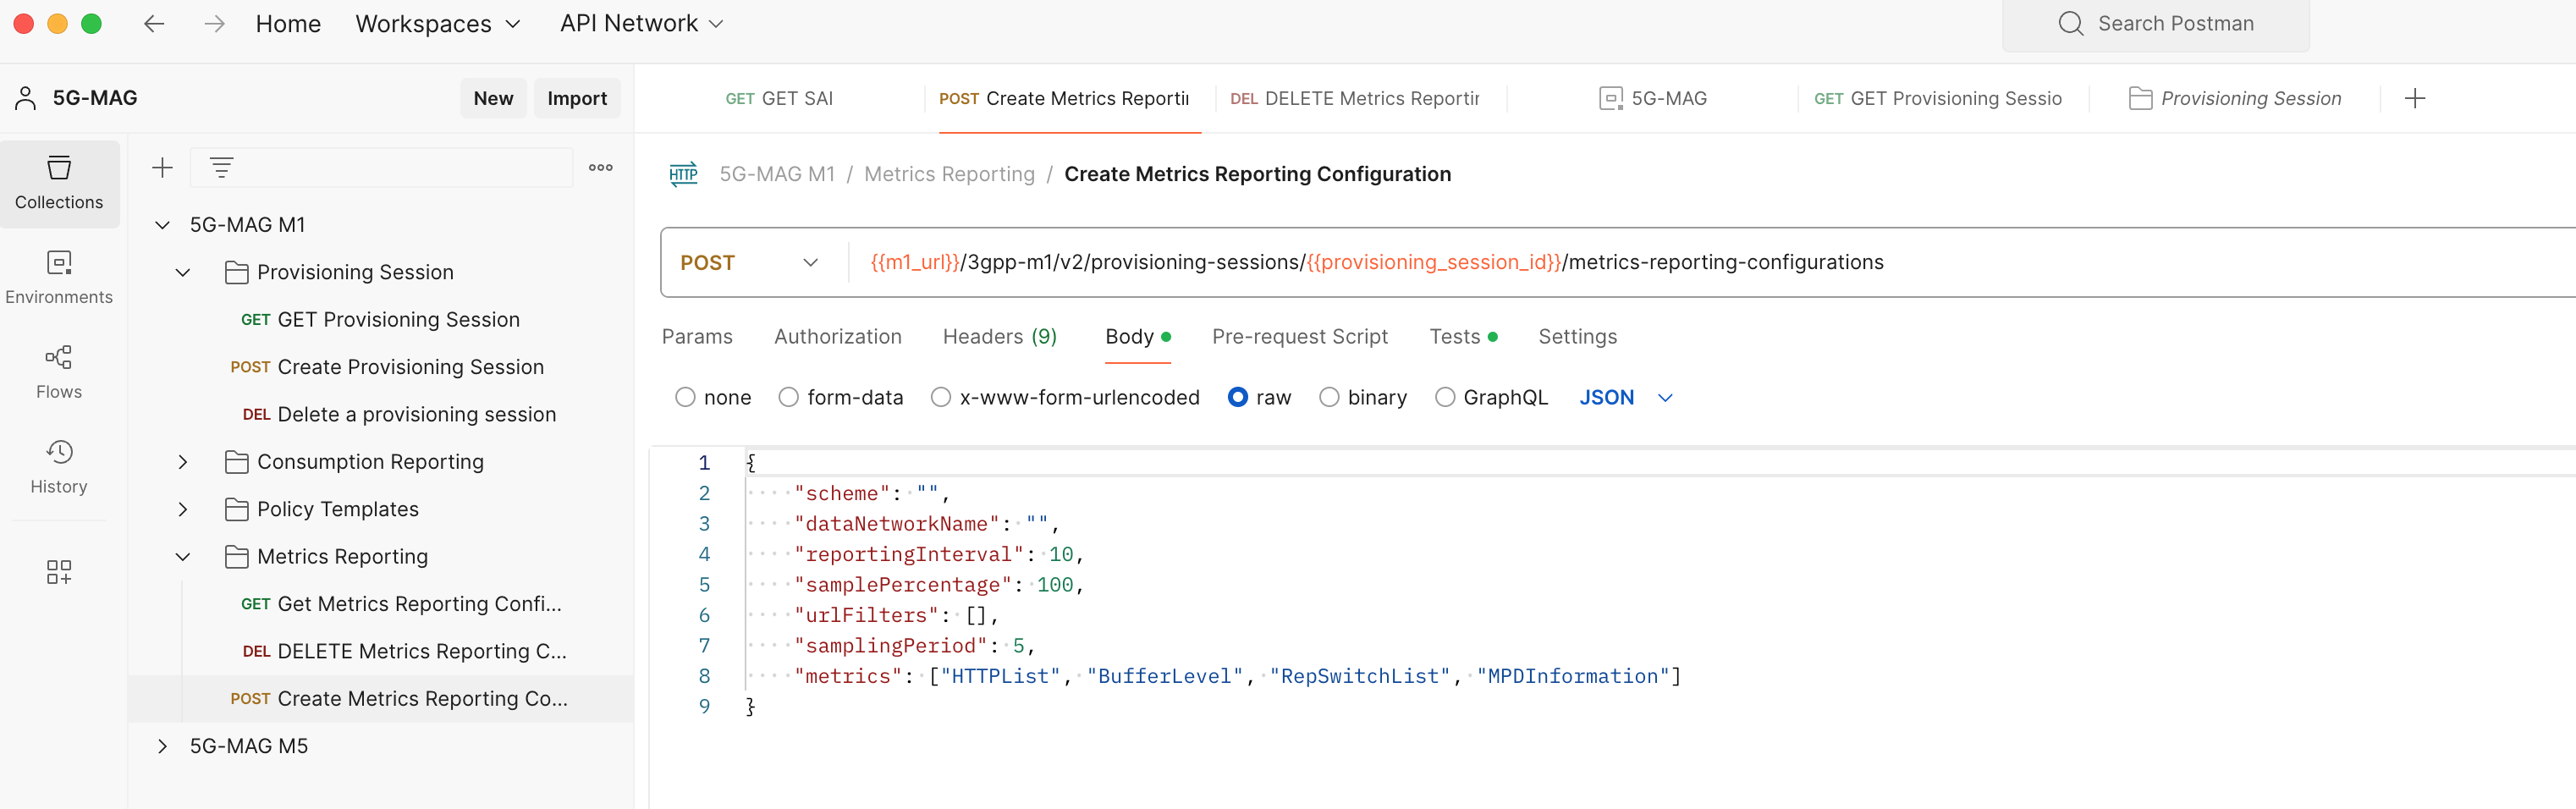 Home Workspaces API Network Search Postman
5G-MAG New Import
GET GET SAI POST Create Metrics Reporti DEL DELETE Metrics Reportir 5G-MAG GET GET Provisioning Sessio Provisioning Session
Collections
Environments
Flows
History
5G-MAG M1
Provisioning Session
GET GET Provisioning Session
POST Create Provisioning Session
DEL Delete a provisioning session
Consumption Reporting
Policy Templates
Metrics Reporting
GET Get Metrics Reporting Confi...
DEL DELETE Metrics Reporting C...
POST Create Metrics Reporting Co...
5G-MAG M5
HTTP 5G-MAG M1 / Metrics Reporting / Create Metrics Reporting Configuration
POST {{m1_url}}/3gpp-m1/v2/provisioning-sessions/{{provisioning_session_id}}/metrics-reporting-configurations
Params Authorization Headers (9) Body Pre-request Script Tests Settings
none form-data x-www-form-urlencoded raw binary GraphQL JSON
1 {
2 "scheme": "",
3 "dataNetworkName": "",
4 "reportingInterval": 10,
5 "samplePercentage": 100,
6 "urlFilters": [],
7 "samplingPeriod": 5,
8 "metrics": ["HTTPList", "BufferLevel", "RepSwitchList", "MPDInformation"]
9 }